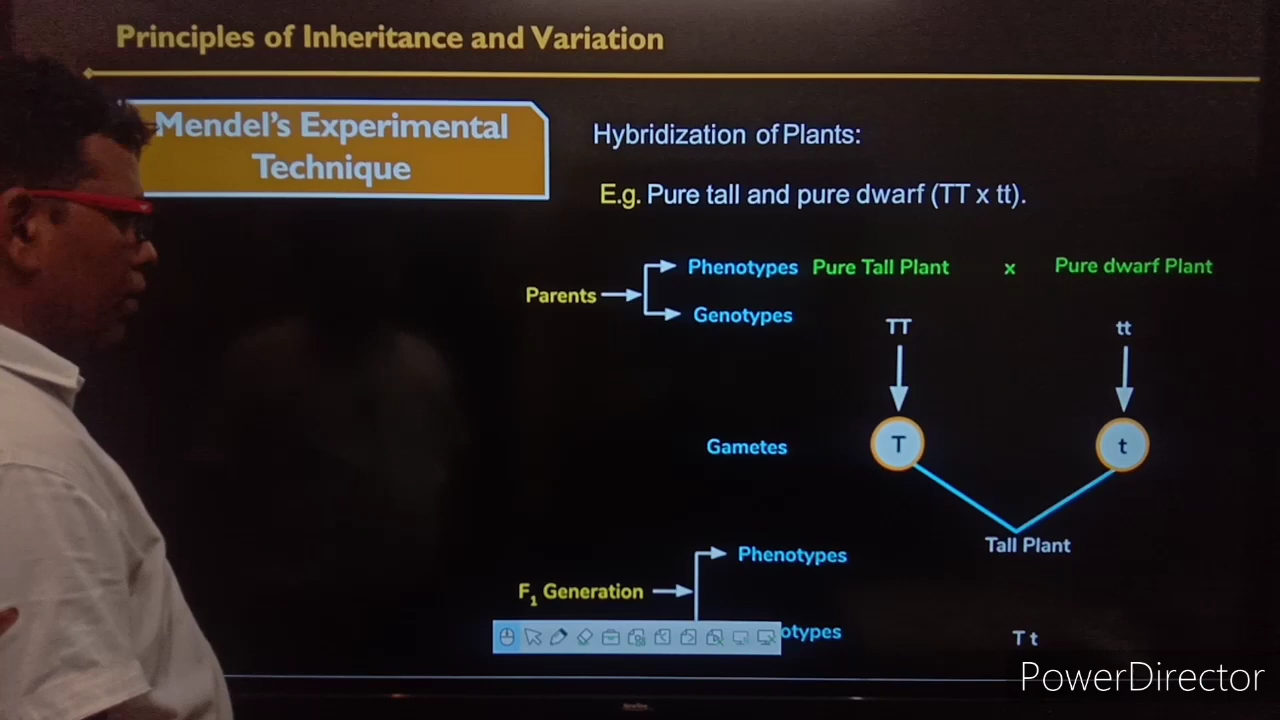 Principles of Inheritance and Variation
Mendel's Experimental
Technique
Hybridization of Plants:
E.g. Pure tall and pure dwarf (TT x tt).
Parents
Phenotypes Pure Tall Plant x Pure dwarf Plant
Genotypes
TT tt
Gametes T t
Tall Plant
Phenotypes
F₁ Generation
otypes T t
PowerDirector